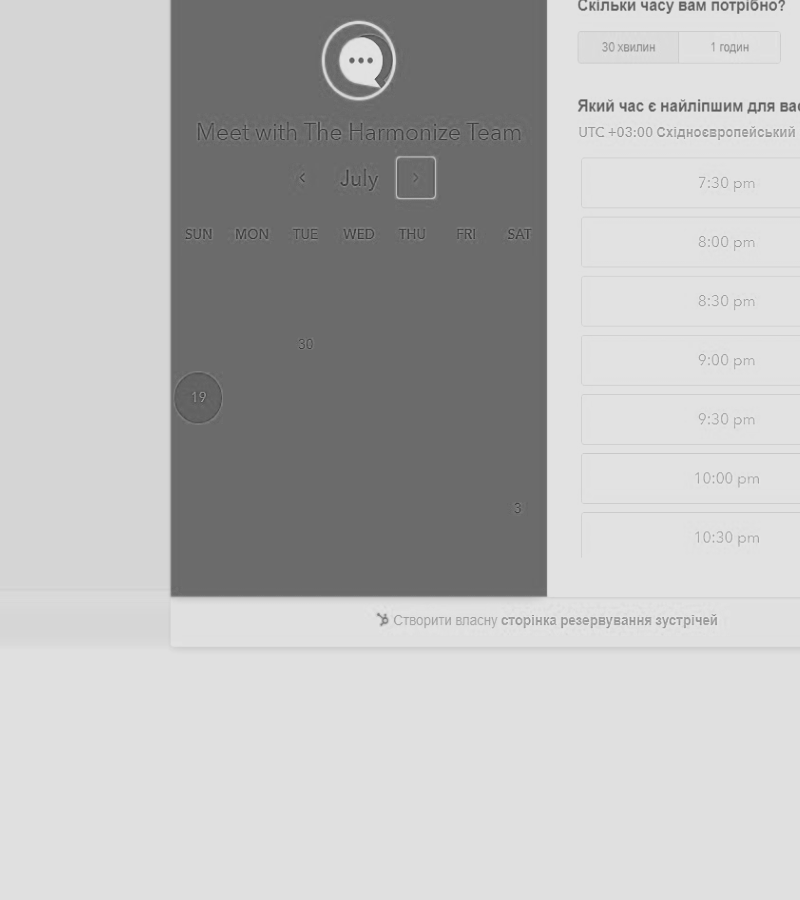 Скільки часу вам потрібно?
30 хвилин
1 годин
Meet with The Harmonize Team
July
SUN MON TUE WED THU FRI SAT
30
19
3
Який час є найліпшим для
UTC +03:00 Східноєвропейський
7:30 pm
8:00 pm
8:30 pm
9:00 pm
9:30 pm
10:00 pm
10:30 pm
Створити власну сторінка резервування зустрічей